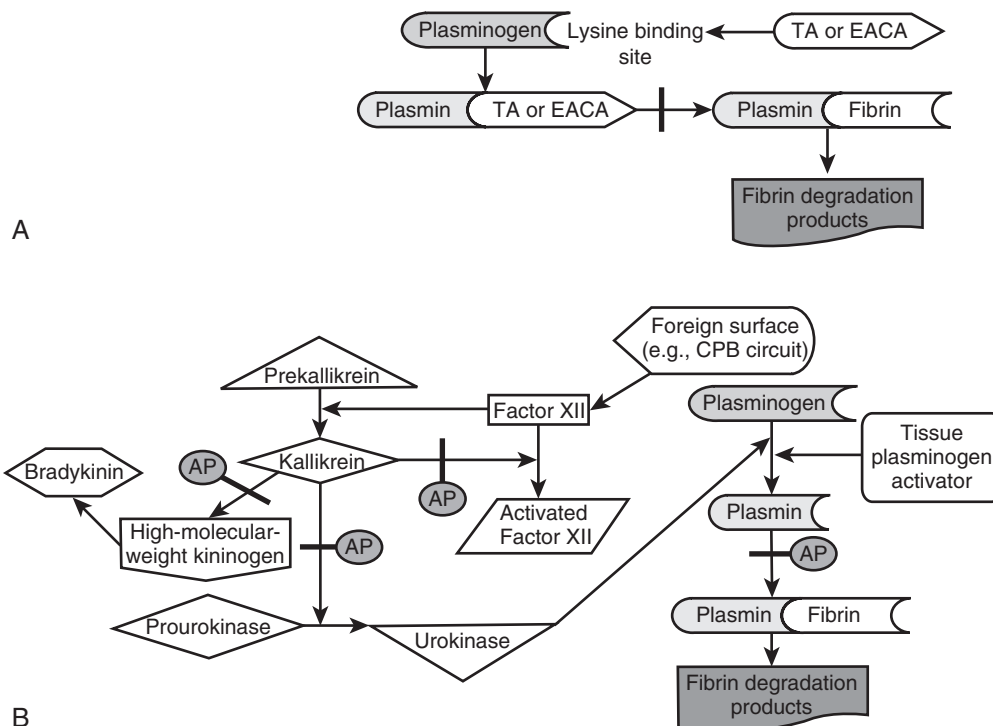 Plasminogen
Lysine binding
site
TA or EACA
Plasmin
TA or EACA
Plasmin
Fibrin
Fibrin degradation
products
A
Foreign surface
(e.g., CPB circuit)
Prekallikrein
Factor XII
Plasminogen
Tissue
plasminogen
activator
Bradykinin
AP
Kallikrein
AP
Activated
Factor XII
Plasmin
High-molecular-
weight kininogen
AP
AP
Prourokinase
Urokinase
Plasmin
Fibrin
Fibrin degradation
products
B